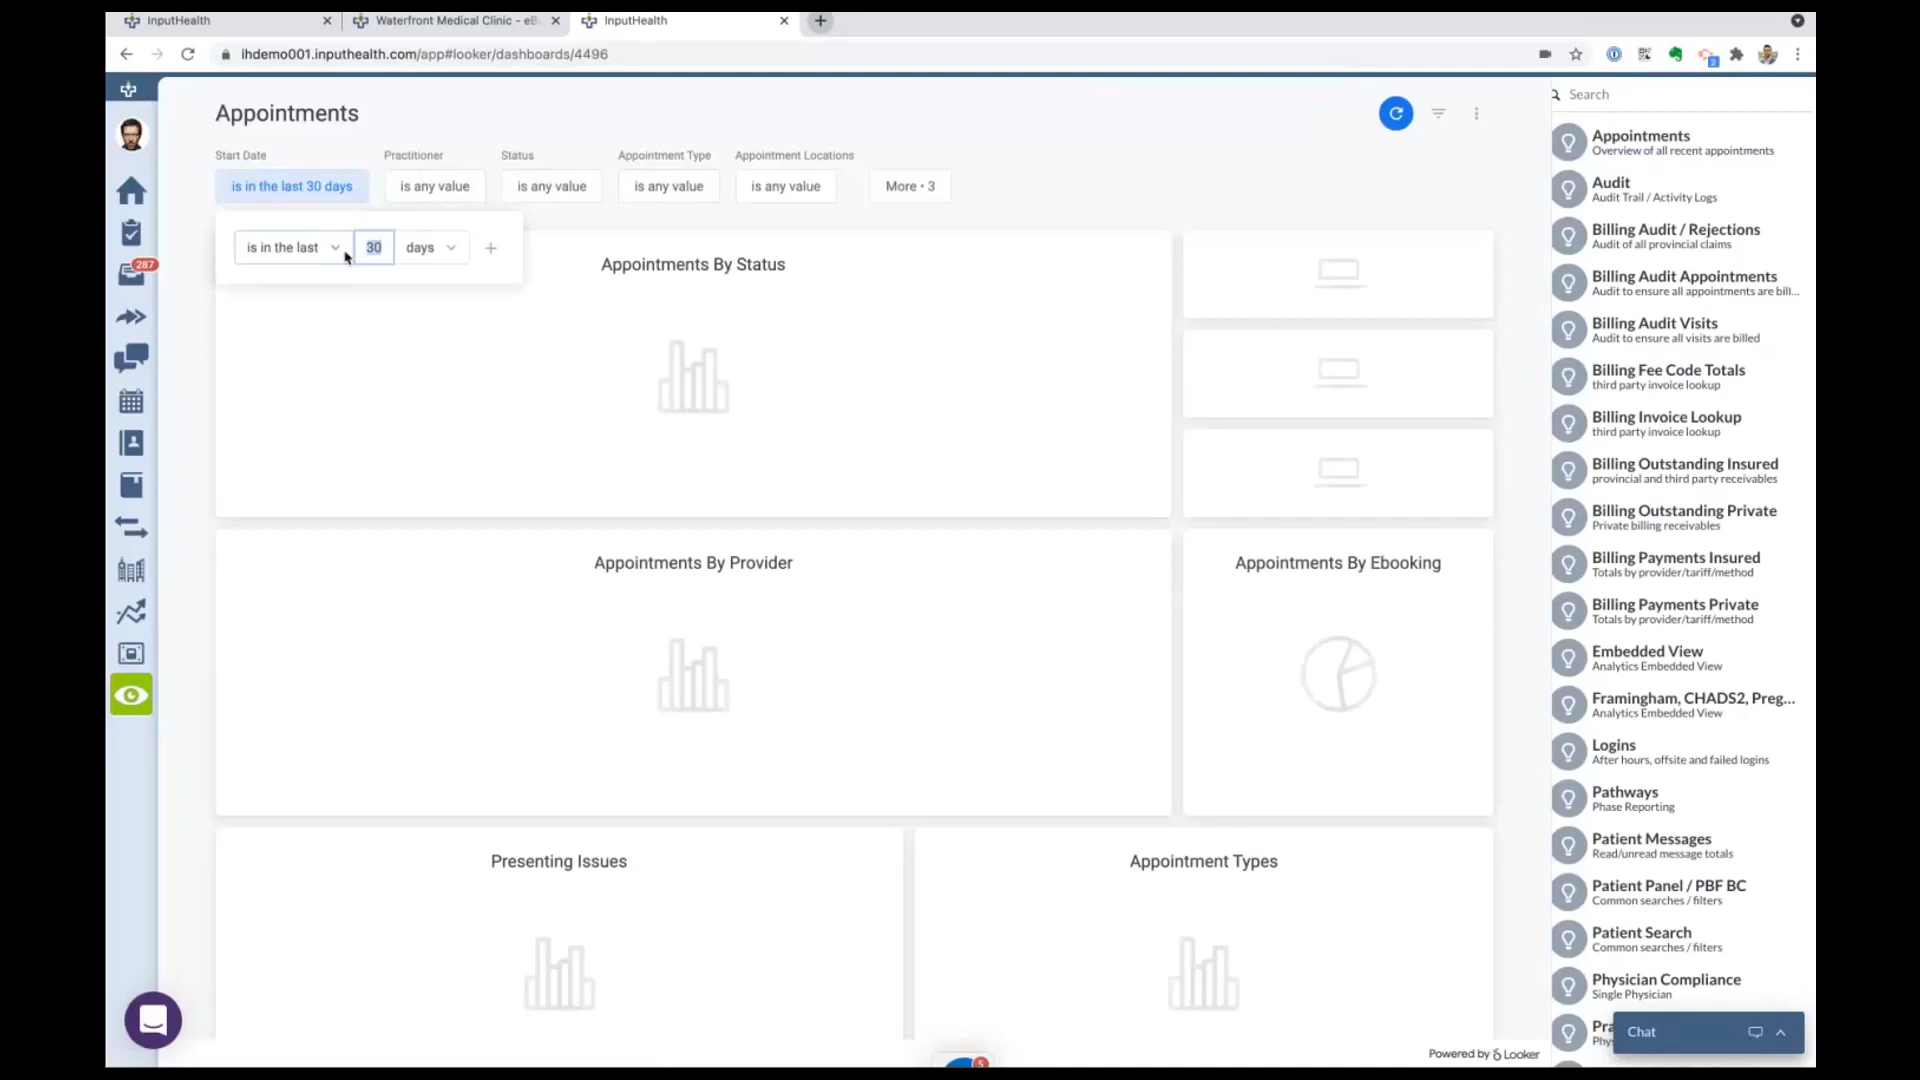 InputHealth
Waterfront Medical Clinic - eB
InputHealth
ihdemo001.inputhealth.com/app#looker/dashboards/4496
2
Appointments
Start Date
Practitioner
Status
Appointment Type
Appointment Locations
is in the last 30 days
is any value
is any value
is any value
is any value
More • 3
is in the last
30
days
287
Appointments By Status
Appointments By Provider
Appointments By Ebooking
Presenting Issues
Appointment Types
5
Powered by Looker
Search
Appointments
Overview of all recent appointments
Audit
Audit Trail / Activity Logs
Billing Audit / Rejections
Audit of all provincial claims
Billing Audit Appointments
Audit to ensure all appointments are bill...
Billing Audit Visits
Audit to ensure all visits are billed
Billing Fee Code Totals
third party invoice lookup
Billing Invoice Lookup
third party invoice lookup
Billing Outstanding Insured
provincial and third party receivables
Billing Outstanding Private
Private billing receivables
Billing Payments Insured
Totals by provider/tariff/method
Billing Payments Private
Totals by provider/tariff/method
Embedded View
Analytics Embedded View
Framingham, CHADS2, Preg...
Analytics Embedded View
Logins
After hours, offsite and failed logins
Pathways
Phase Reporting
Patient Messages
Read/unread message totals
Patient Panel / PBF BC
Common searches / filters
Patient Search
Common searches / filters
Physician Compliance
Single Physician
Chat